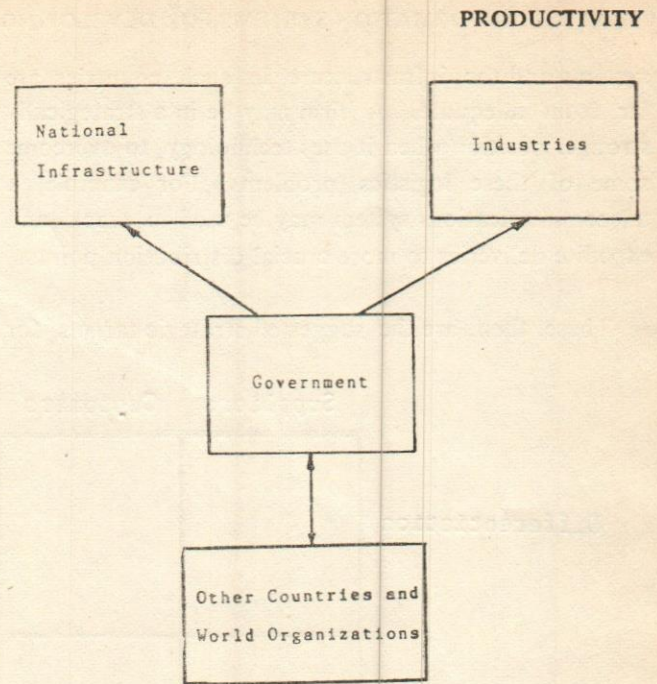 PRODUCTIVITY
National
Infrastructure
Industries
Government
Other Countries and
World Organizations